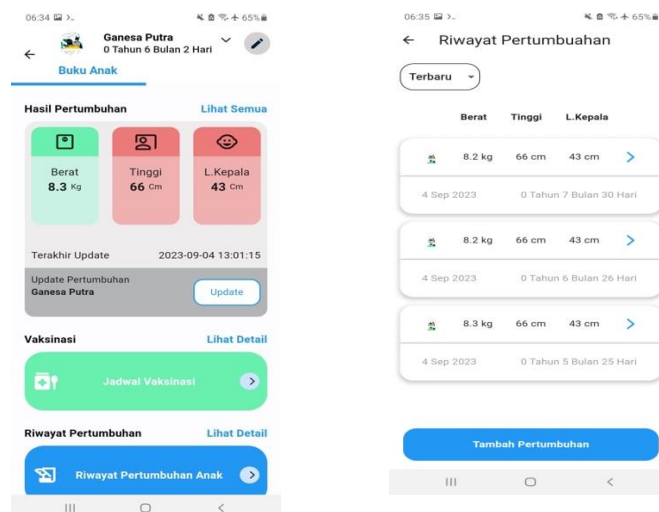 06:34 65%
Ganesa Putra
0 Tahun 6 Bulan 2 Hari
Buku Anak
Hasil Pertumbuhan Lihat Semua
Berat Tinggi L.Kepala
8.3 Kg 66 Cm 43 Cm
Terakhir Update 2023-09-04 13:01:15
Update Pertumbuhan
Ganesa Putra Update
Vaksinasi Lihat Detail
Jadwal Vaksinasi
Riwayat Pertumbuhan Lihat Detail
Riwayat Pertumbuhan Anak
06:35 65%
Riwayat Pertumbuahan
Terbaru
Berat Tinggi L.Kepala
8.2 kg 66 cm 43 cm
4 Sep 2023 0 Tahun 7 Bulan 30 Hari
8.2 kg 66 cm 43 cm
4 Sep 2023 0 Tahun 6 Bulan 26 Hari
8.3 kg 66 cm 43 cm
4 Sep 2023 0 Tahun 5 Bulan 25 Hari
Tambah Pertumbuhan